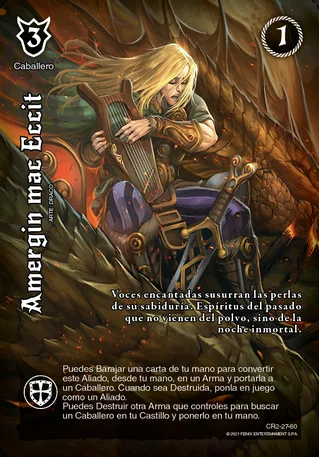 3
1
Caballero
Amergin mac Eccit
ARTE: DRACO
Voces encantadas susurran las perlas
de su sabiduría. Espíritus del pasado
que no vienen del polvo, sino de la
noche inmortal.
Puedes Barajar una carta de tu mano para convertir
este Aliado, desde tu mano, en un Arma y portarla a
un Caballero. Cuando sea Destruida, ponla en juego
como un Aliado.
Puedes Destruir otra Arma que controles para buscar
un Caballero en tu Castillo y ponerlo en tu mano.
CR2-27-60
© 2021 FENIX ENTERTAINMENT S.P.A.